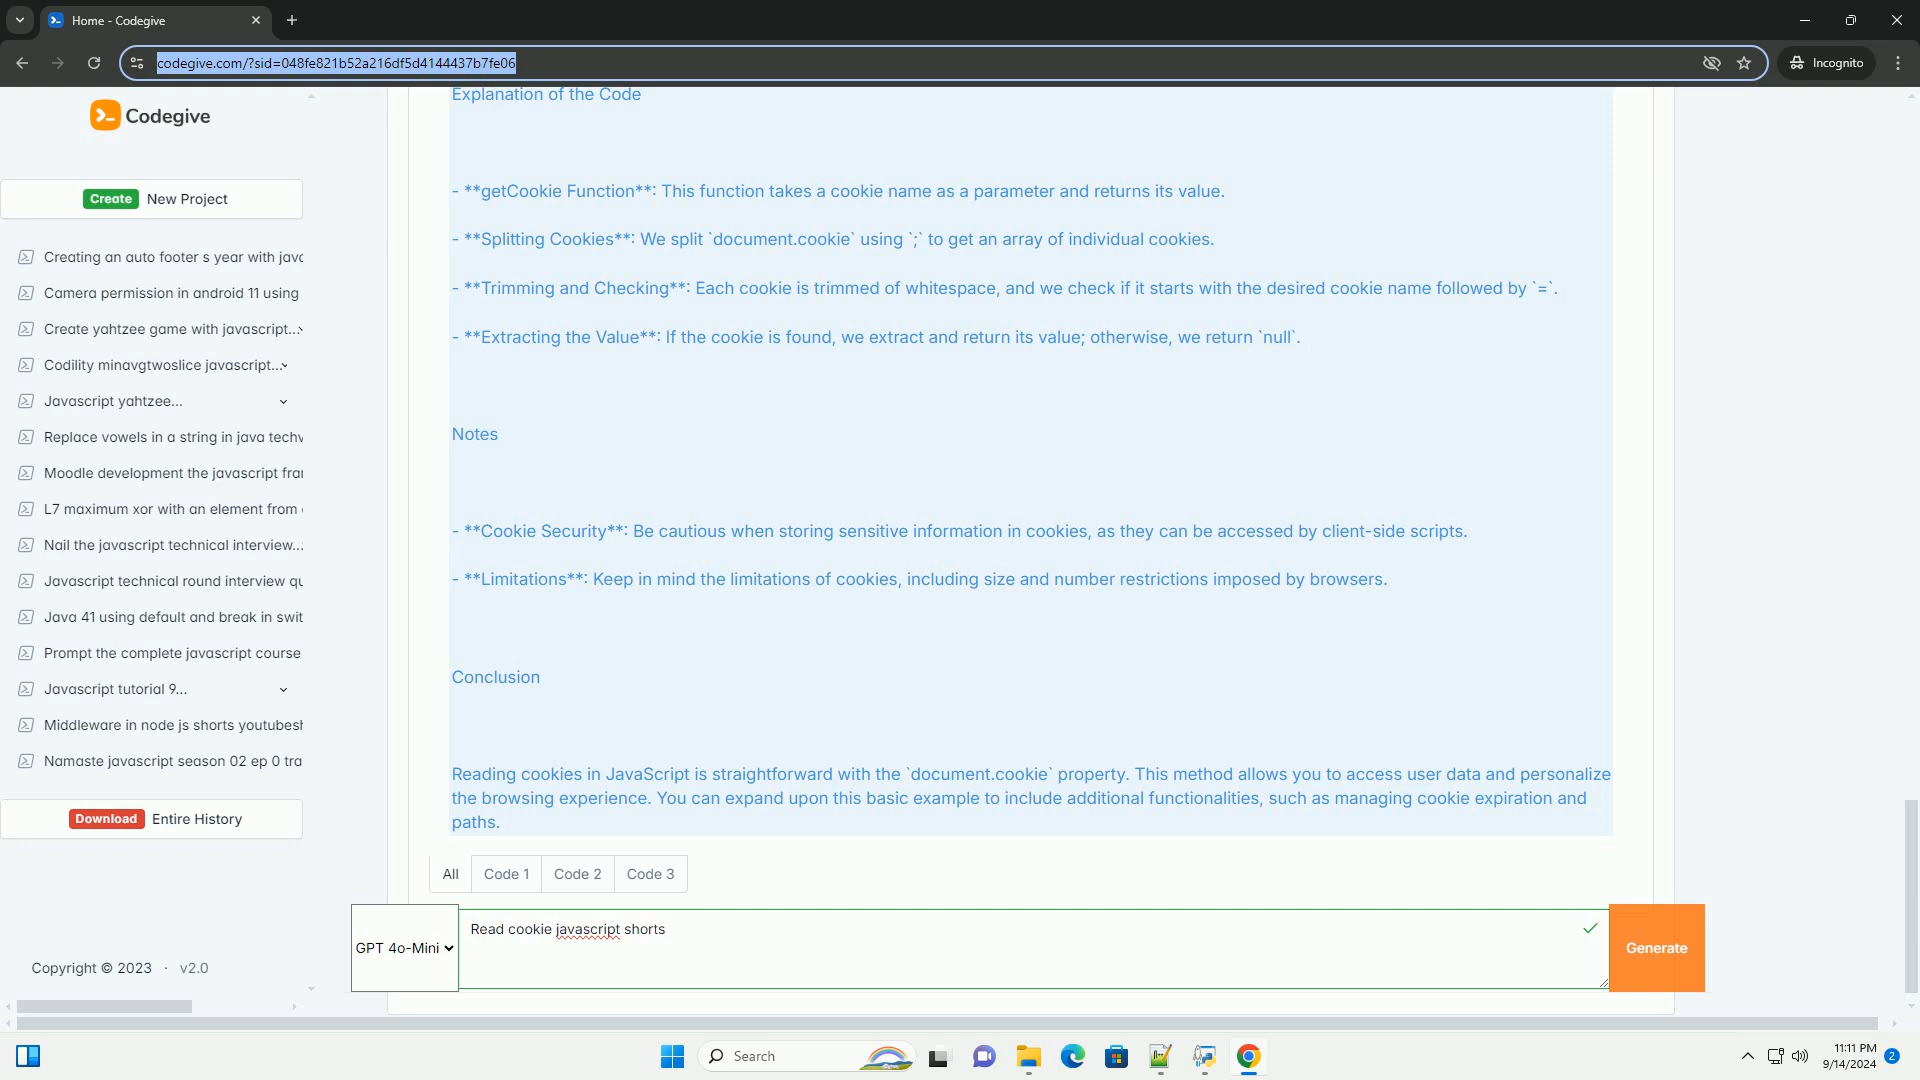 Home - Codegive
codegive.com/?sid=048fe821b52a216df5d4144437b7fe06
Incognito
Codegive
Create New Project
Creating an auto footer s year with java
Camera permission in android 11 using
Create yahtzee game with javascript...
Codility minavgtwoslice javascript...
Javascript yahtzee...
Replace vowels in a string in java techv
Moodle development the javascript fra
L7 maximum xor with an element from
Nail the javascript technical interview...
Javascript technical round interview qu
Java 41 using default and break in swit
Prompt the complete javascript course
Javascript tutorial 9...
Middleware in node js shorts youtubesh
Namaste javascript season 02 ep 0 tra
Download Entire History
Copyright © 2023 · v2.0
Explanation of the Code
- **getCookie Function**: This function takes a cookie name as a parameter and returns its value.
- **Splitting Cookies**: We split `document.cookie` using `;` to get an array of individual cookies.
- **Trimming and Checking**: Each cookie is trimmed of whitespace, and we check if it starts with the desired cookie name followed by `=`.
- **Extracting the Value**: If the cookie is found, we extract and return its value; otherwise, we return `null`.
Notes
- **Cookie Security**: Be cautious when storing sensitive information in cookies, as they can be accessed by client-side scripts.
- **Limitations**: Keep in mind the limitations of cookies, including size and number restrictions imposed by browsers.
Conclusion
Reading cookies in JavaScript is straightforward with the `document.cookie` property. This method allows you to access user data and personalize
the browsing experience. You can expand upon this basic example to include additional functionalities, such as managing cookie expiration and
paths.
All Code 1 Code 2 Code 3
GPT 4o-Mini
Read cookie javascript shorts
Generate
Search
11:11 PM
9/14/2024
2